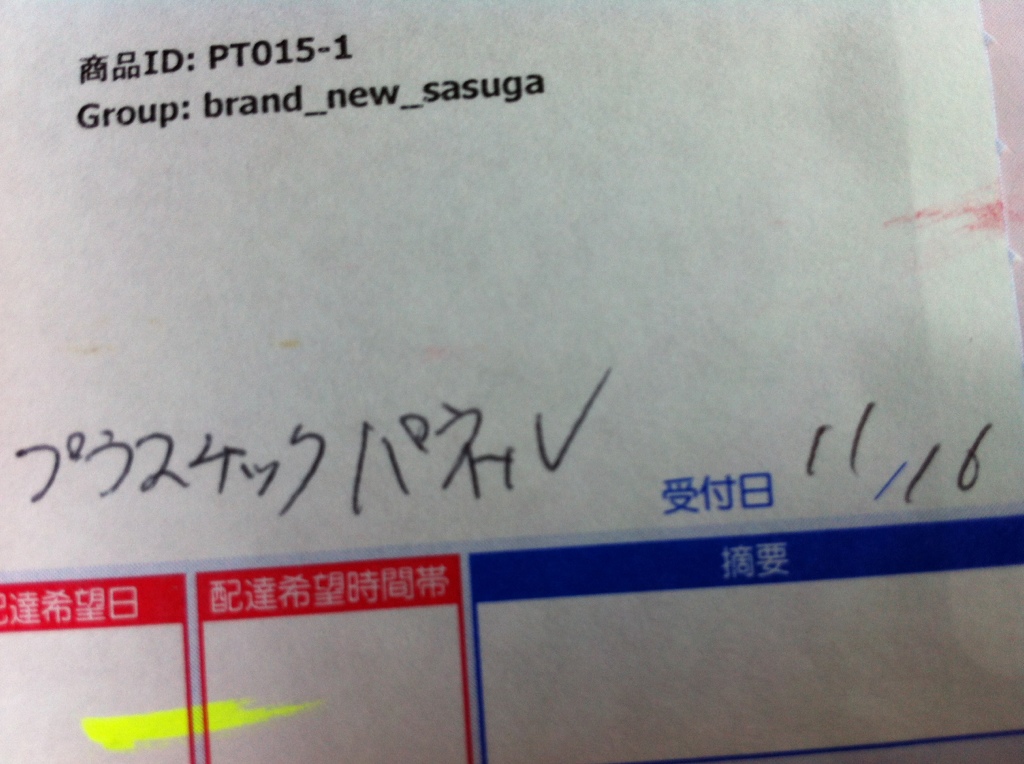 商品ID: PT015-1
Group: brand_new_sasuga
プラスチックパネル
受付日 11/16
配達希望日
配達希望時間帯
摘要